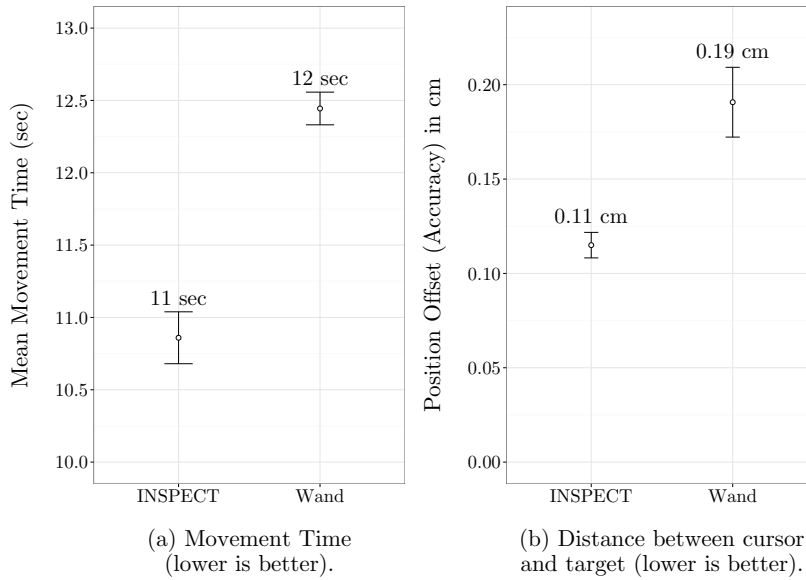 Mean Movement Time (sec)
13.0
12.5
12.0
11.5
11.0
10.5
10.0
12 sec
11 sec
INSPECT
Wand
(a) Movement Time
(lower is better).
Position Offset (Accuracy) in cm
0.20
0.15
0.10
0.05
0.00
0.19 cm
0.11 cm
INSPECT
Wand
(b) Distance between cursor
and target (lower is better).